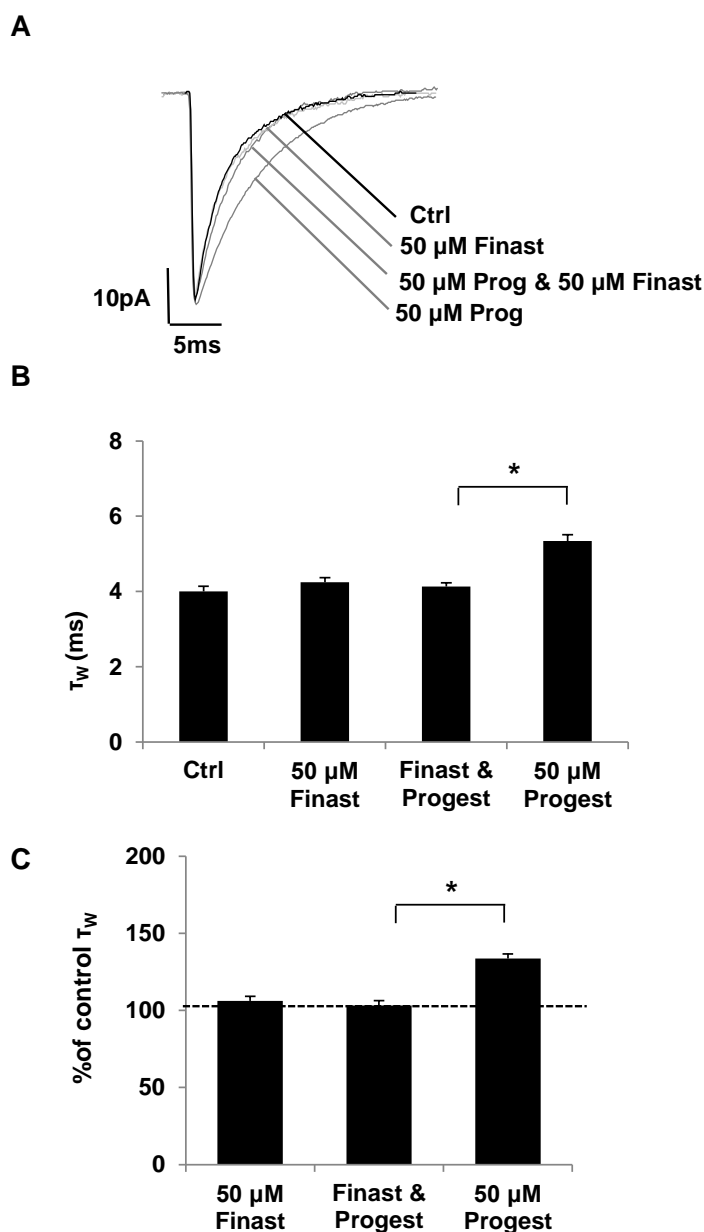 A
Ctrl
50 µM Finast
50 µM Prog & 50 µM Finast
50 µM Prog
10pA
5ms
B
8
6
4
2
0
τw (ms)
*
Ctrl
50 µM
Finast
Finast &
Progest
50 µM
Progest
C
200
150
100
50
0
%of control τw
*
50 µM
Finast
Finast &
Progest
50 µM
Progest